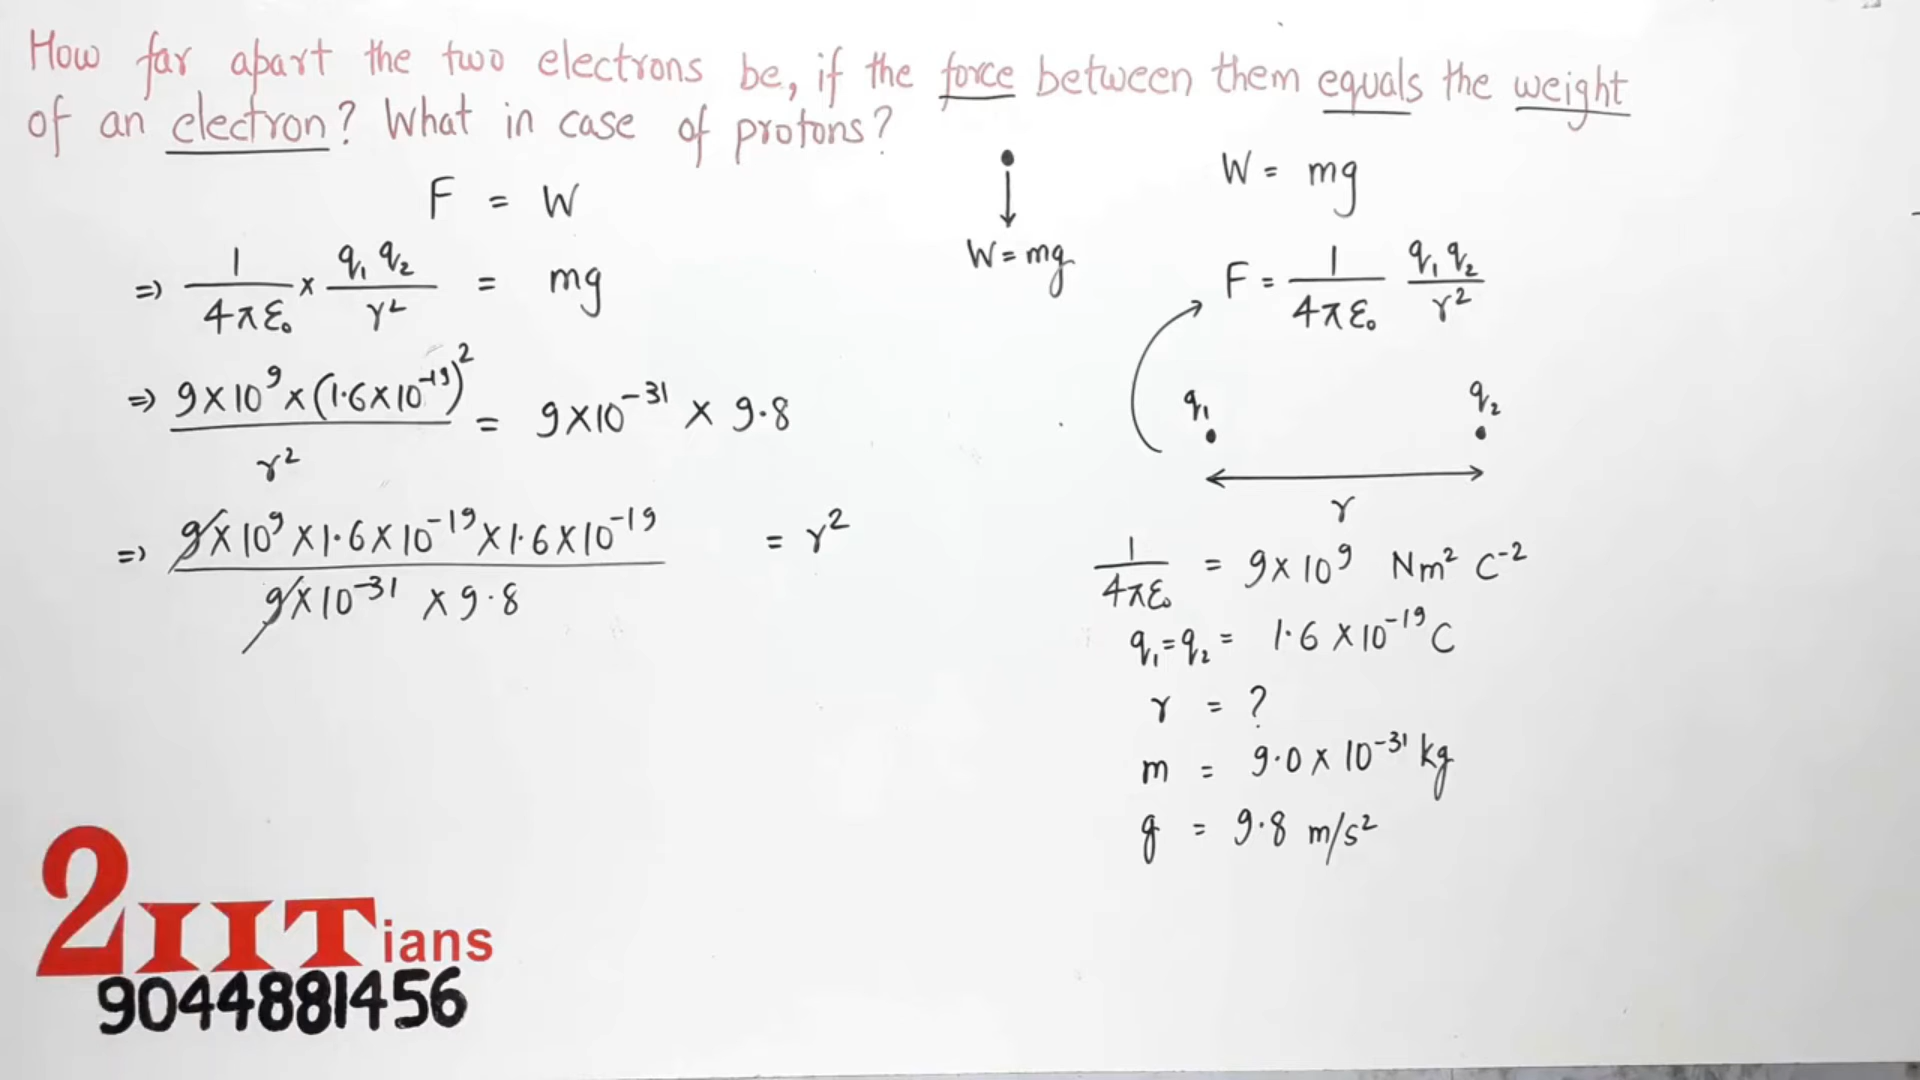 How far apart the two electrons be, if the force between them equals the weight
of an electron? What in case of protons?
F = W
⇒ 1/4πε₀ × q₁ q₂/r² = mg
⇒ 9×10⁹×(1.6×10⁻¹⁹)²/r² = 9×10⁻³¹ × 9.8
⇒ 9×10⁹×1.6×10⁻¹⁹×1.6×10⁻¹⁹/9×10⁻³¹ × 9.8 = r²
W = mg
W = mg
F = 1/4πε₀ q₁ q₂/r²
q₁ q₂
r
1/4πε₀ = 9×10⁹ Nm² C⁻²
q₁=q₂ = 1.6 ×10⁻¹⁹ C
r = ?
m = 9.0 × 10⁻³¹ kg
g = 9.8 m/s²
2IITians
9044881456